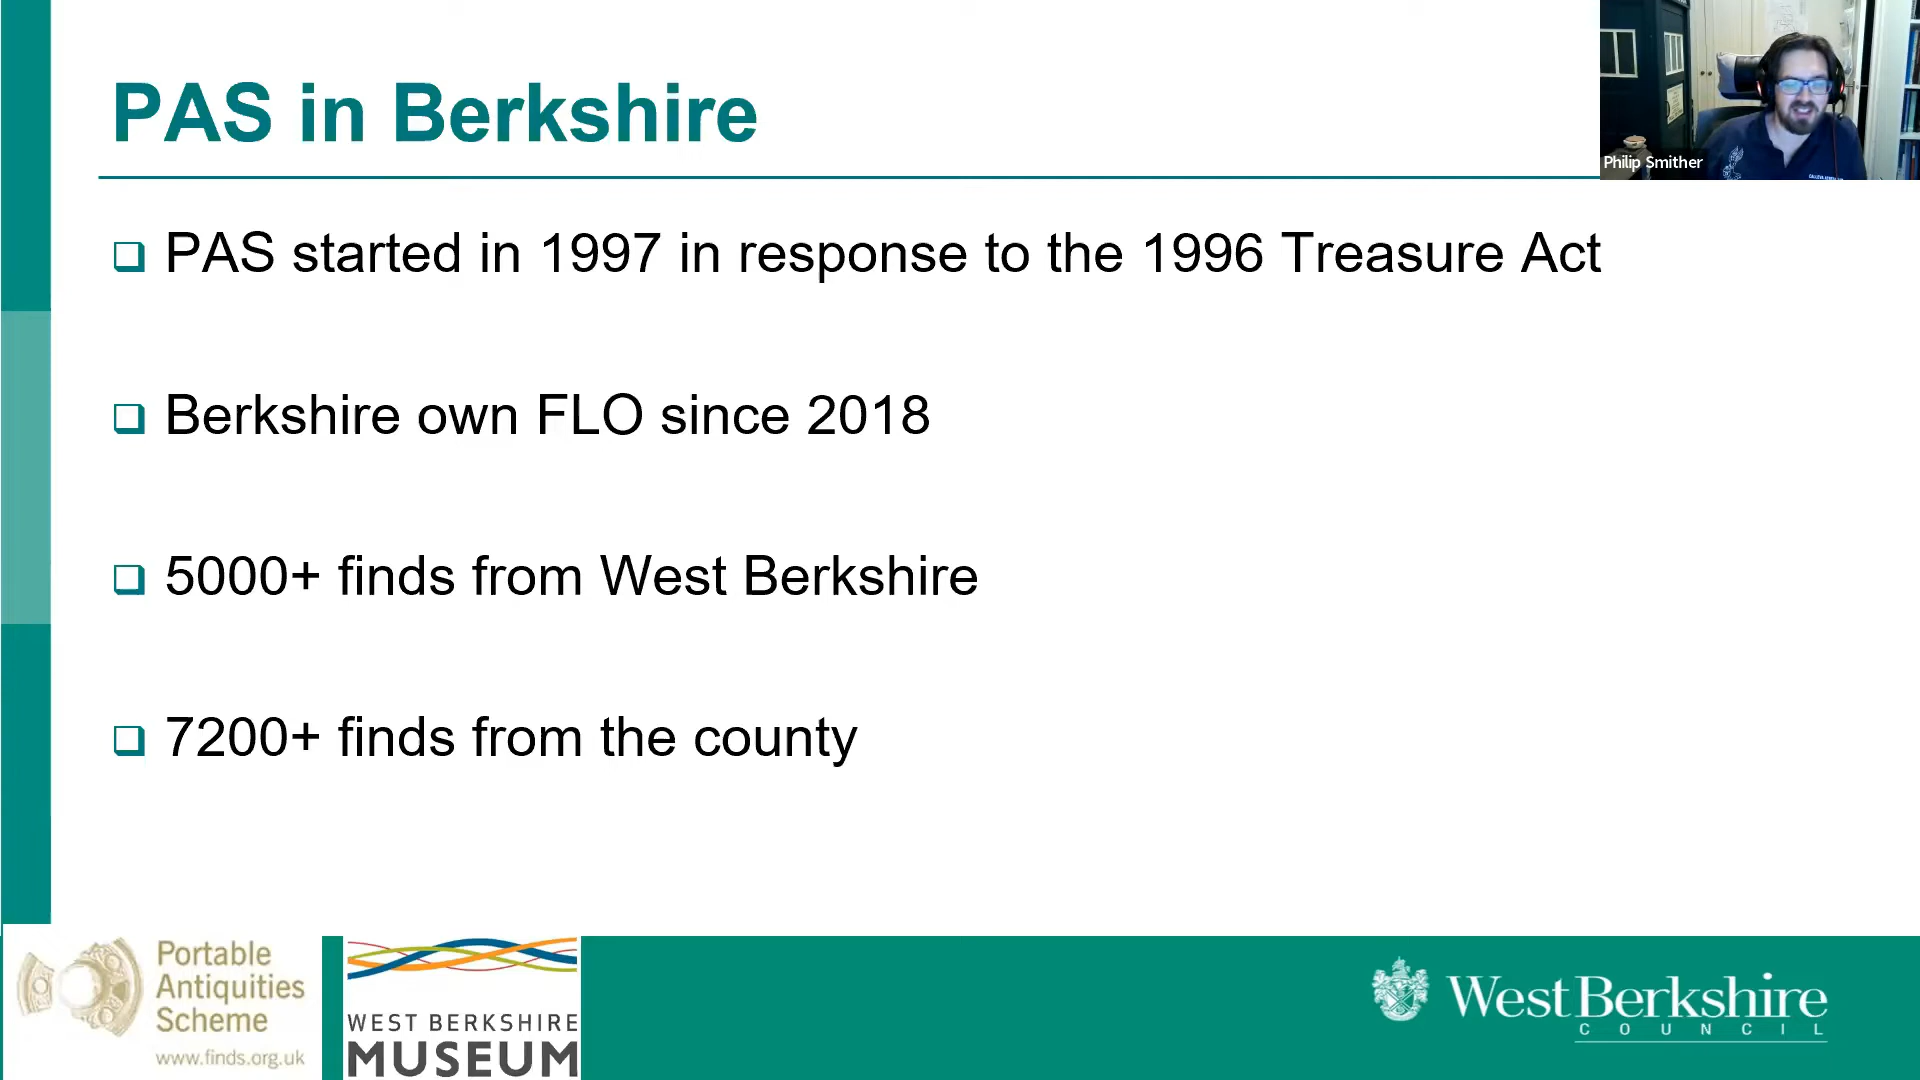 PAS in Berkshire
Philip Smither
PAS started in 1997 in response to the 1996 Treasure Act
Berkshire own FLO since 2018
5000+ finds from West Berkshire
7200+ finds from the county
Portable
Antiquities
Scheme
www.finds.org.uk
WEST BERKSHIRE
MUSEUM
West Berkshire
COUNCIL